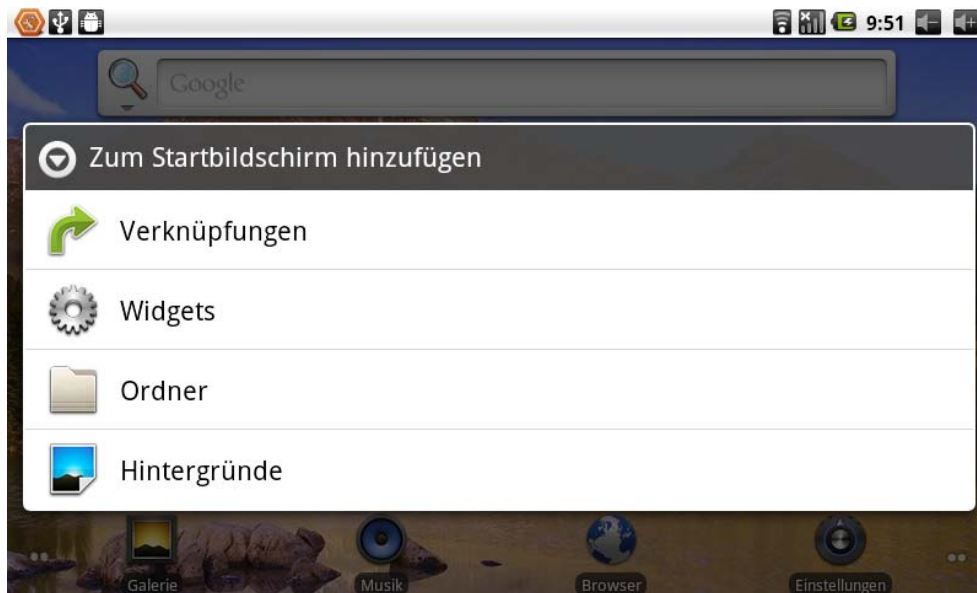 9:51
Google
Zum Startbildschirm hinzufügen
Verknüpfungen
Widgets
Ordner
Hintergründe
Galerie
Musik
Browser
Einstellungen